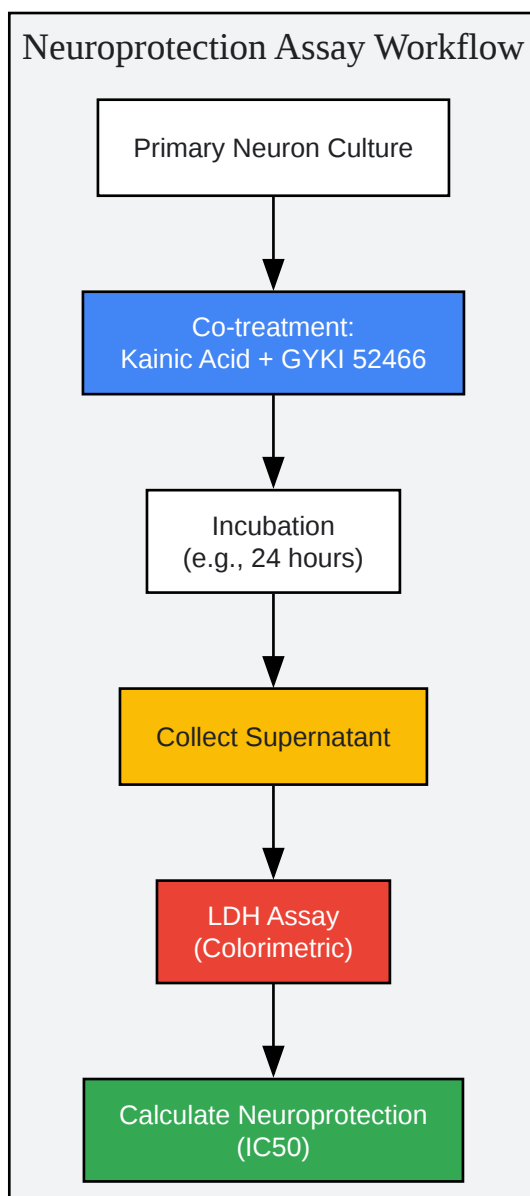 Neuroprotection Assay Workflow
Primary Neuron Culture
Co-treatment:
Kainic Acid + GYKI 52466
Incubation
(e.g., 24 hours)
Collect Supernatant
LDH Assay
(Colorimetric)
Calculate Neuroprotection
(IC50)